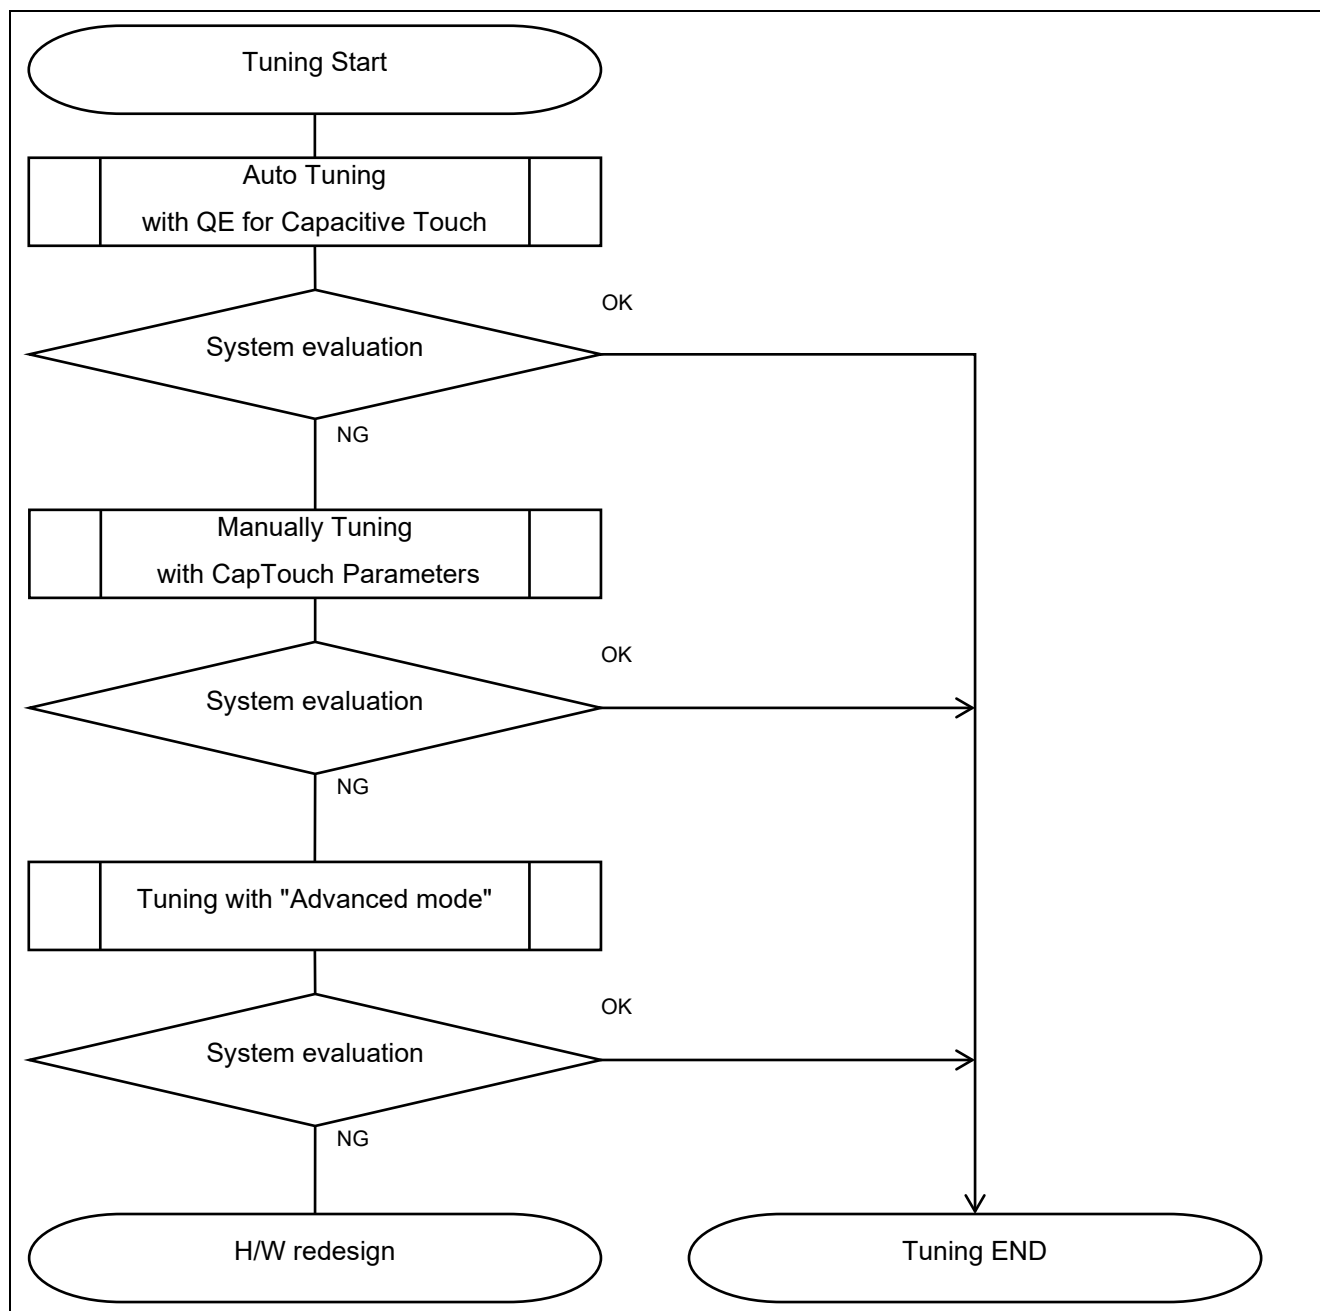 Tuning Start
Auto Tuning
with QE for Capacitive Touch
OK
System evaluation
NG
Manually Tuning
with CapTouch Parameters
OK
System evaluation
NG
Tuning with "Advanced mode"
OK
System evaluation
NG
H/W redesign
Tuning END